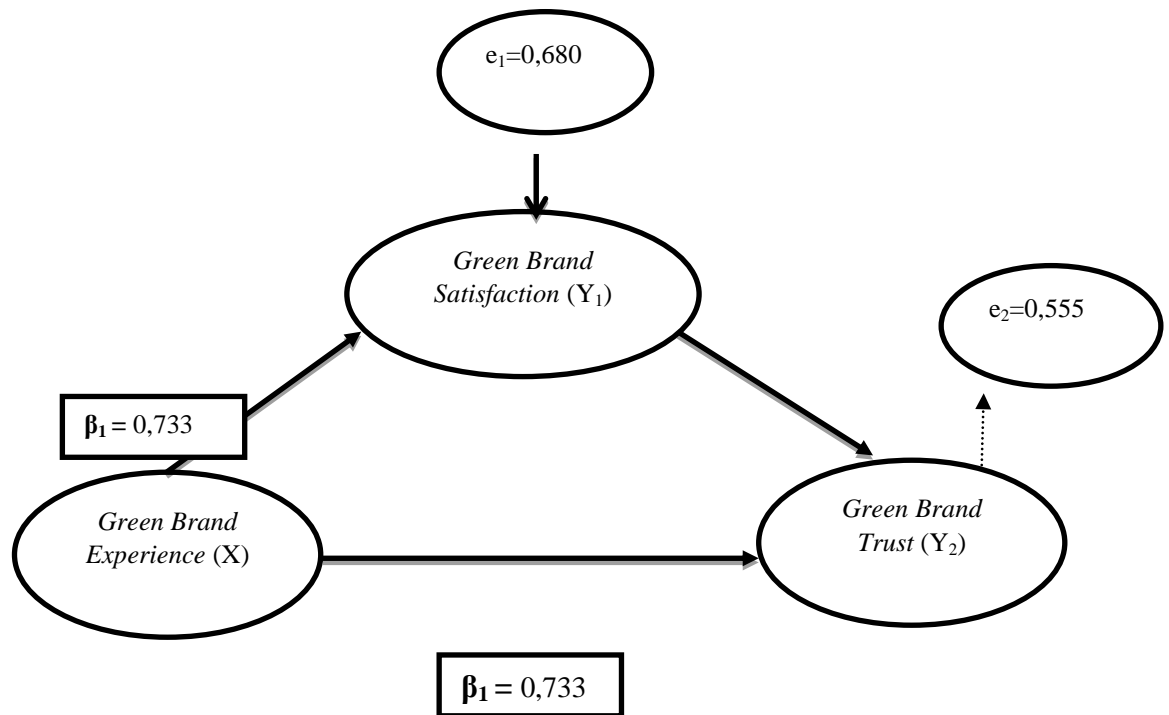 e₁=0,680
Green Brand
Satisfaction (Y₁)
e₂=0,555
β₁ = 0,733
Green Brand
Experience (X)
Green Brand
Trust (Y₂)
β₁ = 0,733